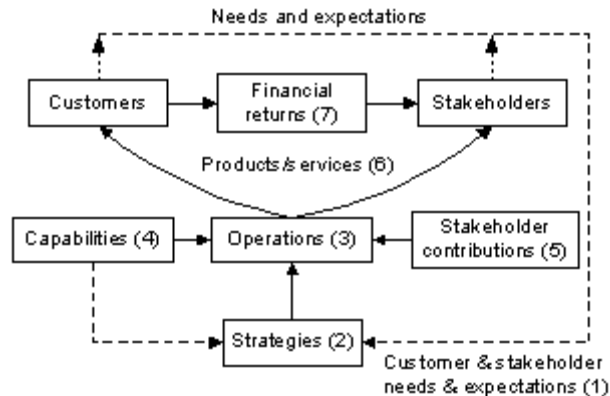 Needs and expectations
Customers
Financial
returns (7)
Stakeholders
Products/services (6)
Capabilities (4)
Operations (3)
Stakeholder
contributions (5)
Strategies (2)
Customer & stakeholder
needs & expectations (1)